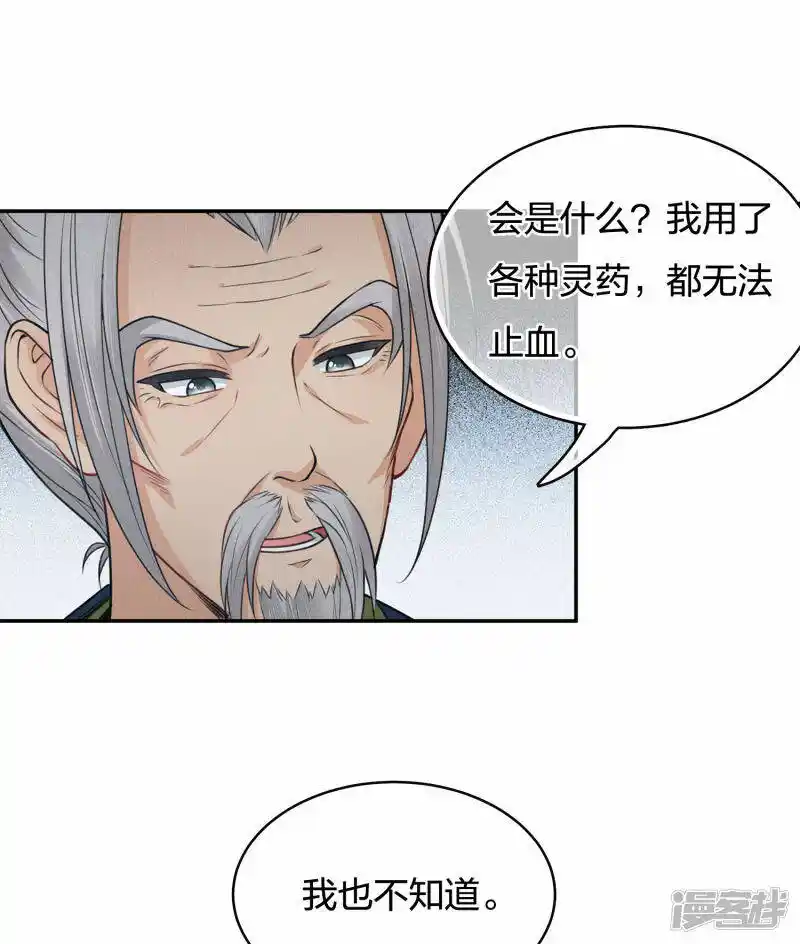 会是什么？我用了
各种灵药，都无法
止血。
我也不知道。
漫客栈